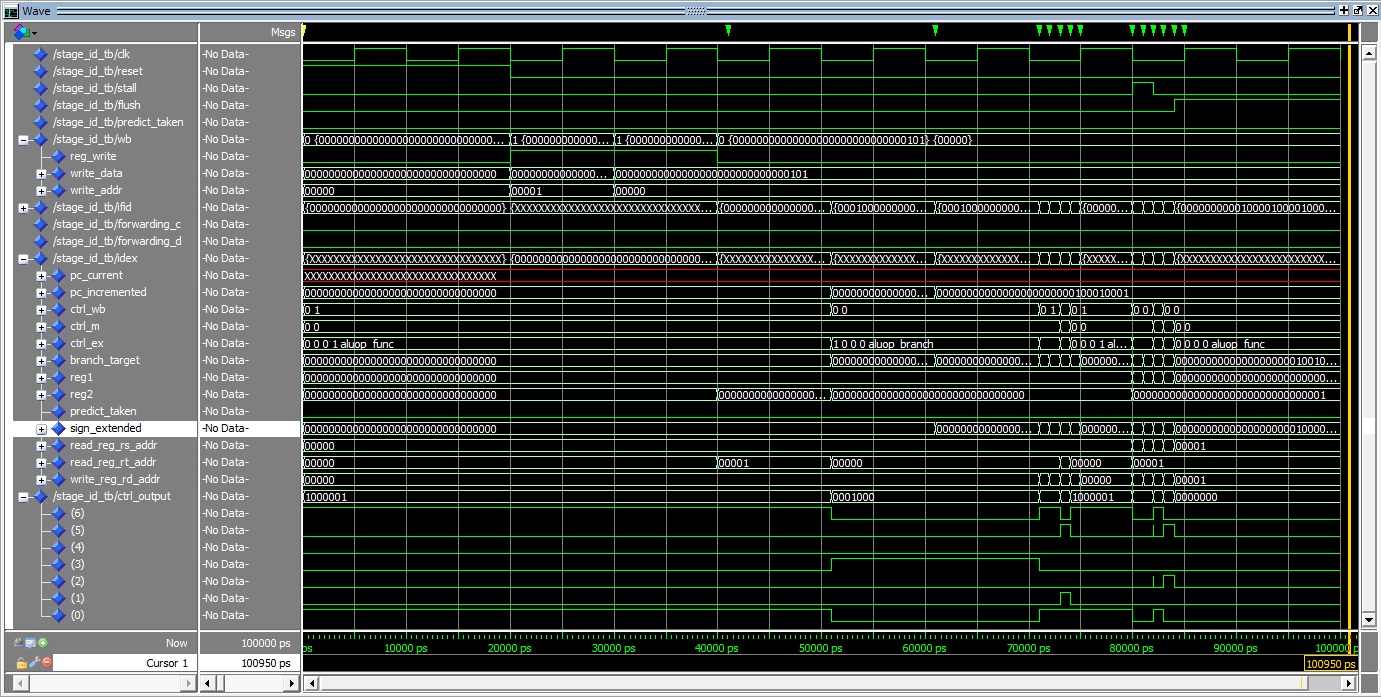 Wave
Msgs
/stage_id_tb/clk -No Data-
/stage_id_tb/reset -No Data-
/stage_id_tb/stall -No Data-
/stage_id_tb/flush -No Data-
/stage_id_tb/predict_taken -No Data-
/stage_id_tb/wb -No Data- 0 {00000000000000000000000000000000... 1 {000000000000... 1 {000000000000... 0 {00000000000000000000000000000101} {00000}
reg_write -No Data-
write_data -No Data- 00000000000000000000000000000000 00000000000000... 00000000000000000000000000000101
write_addr -No Data- 00000 00001 00000
/stage_id_tb/ifid -No Data- {00000000000000000000000000000000} {XXXXXXXXXXXXXXXXXXXXXXXXXXXXXXXX... {000000000000000... {0001000000000... {0001000000000... {00000... {00000000001000010000100...
/stage_id_tb/forwarding_c -No Data-
/stage_id_tb/forwarding_d -No Data-
/stage_id_tb/idex -No Data- {XXXXXXXXXXXXXXXXXXXXXXXXXXXXXXXX} {00000000000000000000000000000000... {XXXXXXXXXXXXXX... {XXXXXXXXXXXX... {XXXXXXXXXXXX... {XXXXX... {XXXXXXXXXXXXXXXXXXXXXX...
pc_current -No Data- XXXXXXXXXXXXXXXXXXXXXXXXXXXXXXXX
pc_incremented -No Data- 00000000000000000000000000000000 00000000000000... 00000000000000000000000100010001
ctrl_wb -No Data- 0 1 0 0 0 1 0 1 0 0 0 0
ctrl_m -No Data- 0 0 0 0 0 0
ctrl_ex -No Data- 0 0 0 1 aluop_func 1 0 0 0 aluop_branch 0 0 0 1 al... 0 0 0 0 aluop_func
branch_target -No Data- 00000000000000000000000000000000 00000000000000... 00000000000000... 000000... 000000000000000000010010...
reg1 -No Data- 00000000000000000000000000000000 000000000000000000000000...
reg2 -No Data- 00000000000000000000000000000000 0000000000000000... 00000000000000000000000000000000 00000000000000000000000000000001
predict_taken -No Data-
sign_extended -No Data- 00000000000000000000000000000000 00000000000000... 000000... 000000000000000000010000...
read_reg_rs_addr -No Data- 00000 00001
read_reg_rt_addr -No Data- 00000 00001 00000 00000 00001
write_reg_rd_addr -No Data- 00000 00000 00001
/stage_id_tb/ctrl_output -No Data- 1000001 0001000 1000001 0000000
(6) -No Data-
(5) -No Data-
(4) -No Data-
(3) -No Data-
(2) -No Data-
(1) -No Data-
(0) -No Data-
Now 100000 ps ps 10000 ps 20000 ps 30000 ps 40000 ps 50000 ps 60000 ps 70000 ps 80000 ps 90000 ps 100000 p
Cursor 1 100950 ps 100950 ps